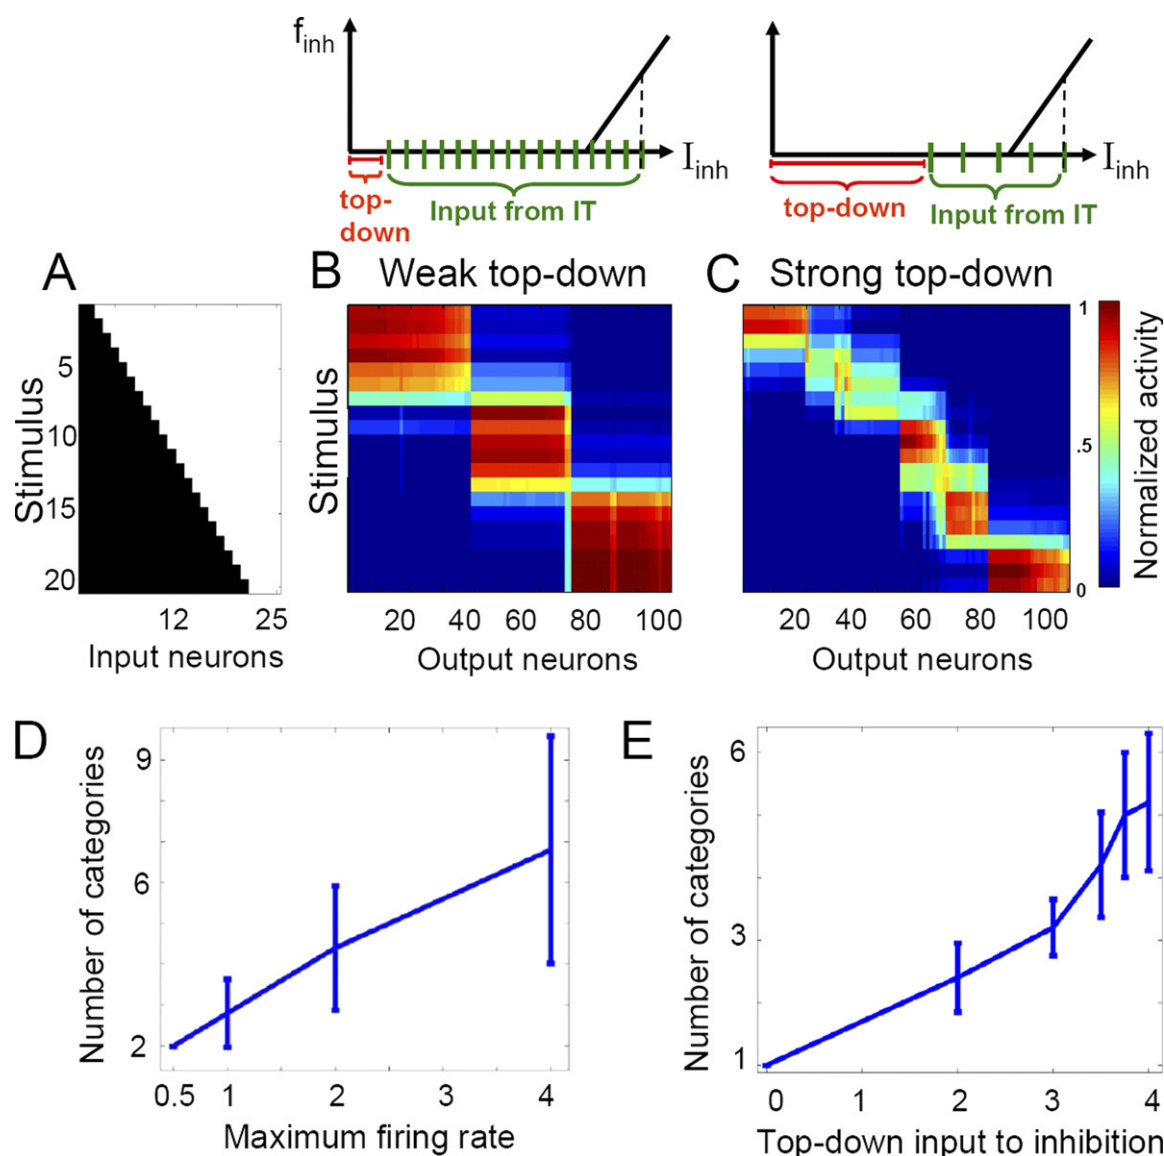 f_inh
I_inh
top-
down
Input from IT
I_inh
top-down
Input from IT
A
B Weak top-down
C Strong top-down
Stimulus
5
10
15
20
12 25
Input neurons
Stimulus
20 40 60 80 100
Output neurons
20 40 60 80 100
Output neurons
1
.5
0
Normalized activity
D
Number of categories
9
6
2
0.5 1 2 3 4
Maximum firing rate
E
Number of categories
6
3
1
0 1 2 3 4
Top-down input to inhibition